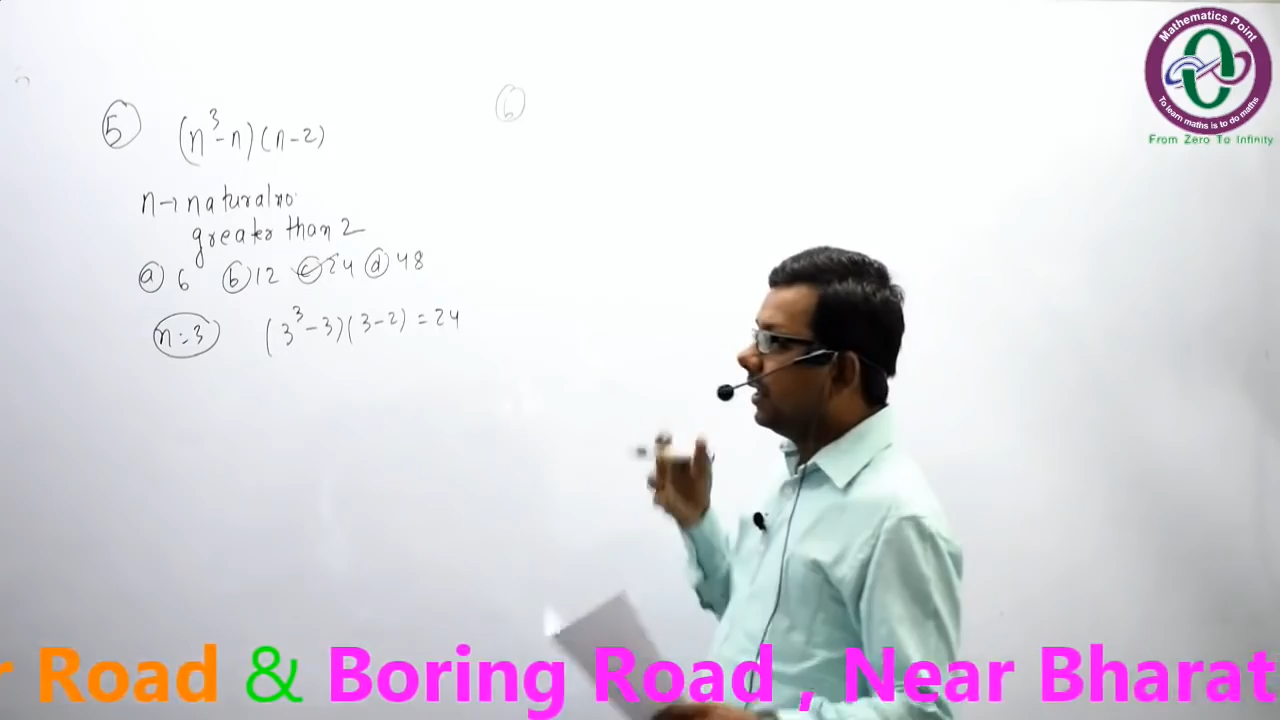 5 (n³-n)(n-2)
n→natural no.
greater than 2
a 6 b 12 c 24 d 48
n=3 (3³-3)(3-2)=24
6
Mathematics Point
To learn maths is to do maths
From Zero To Infinity
r Road & Boring Road , Near Bharat